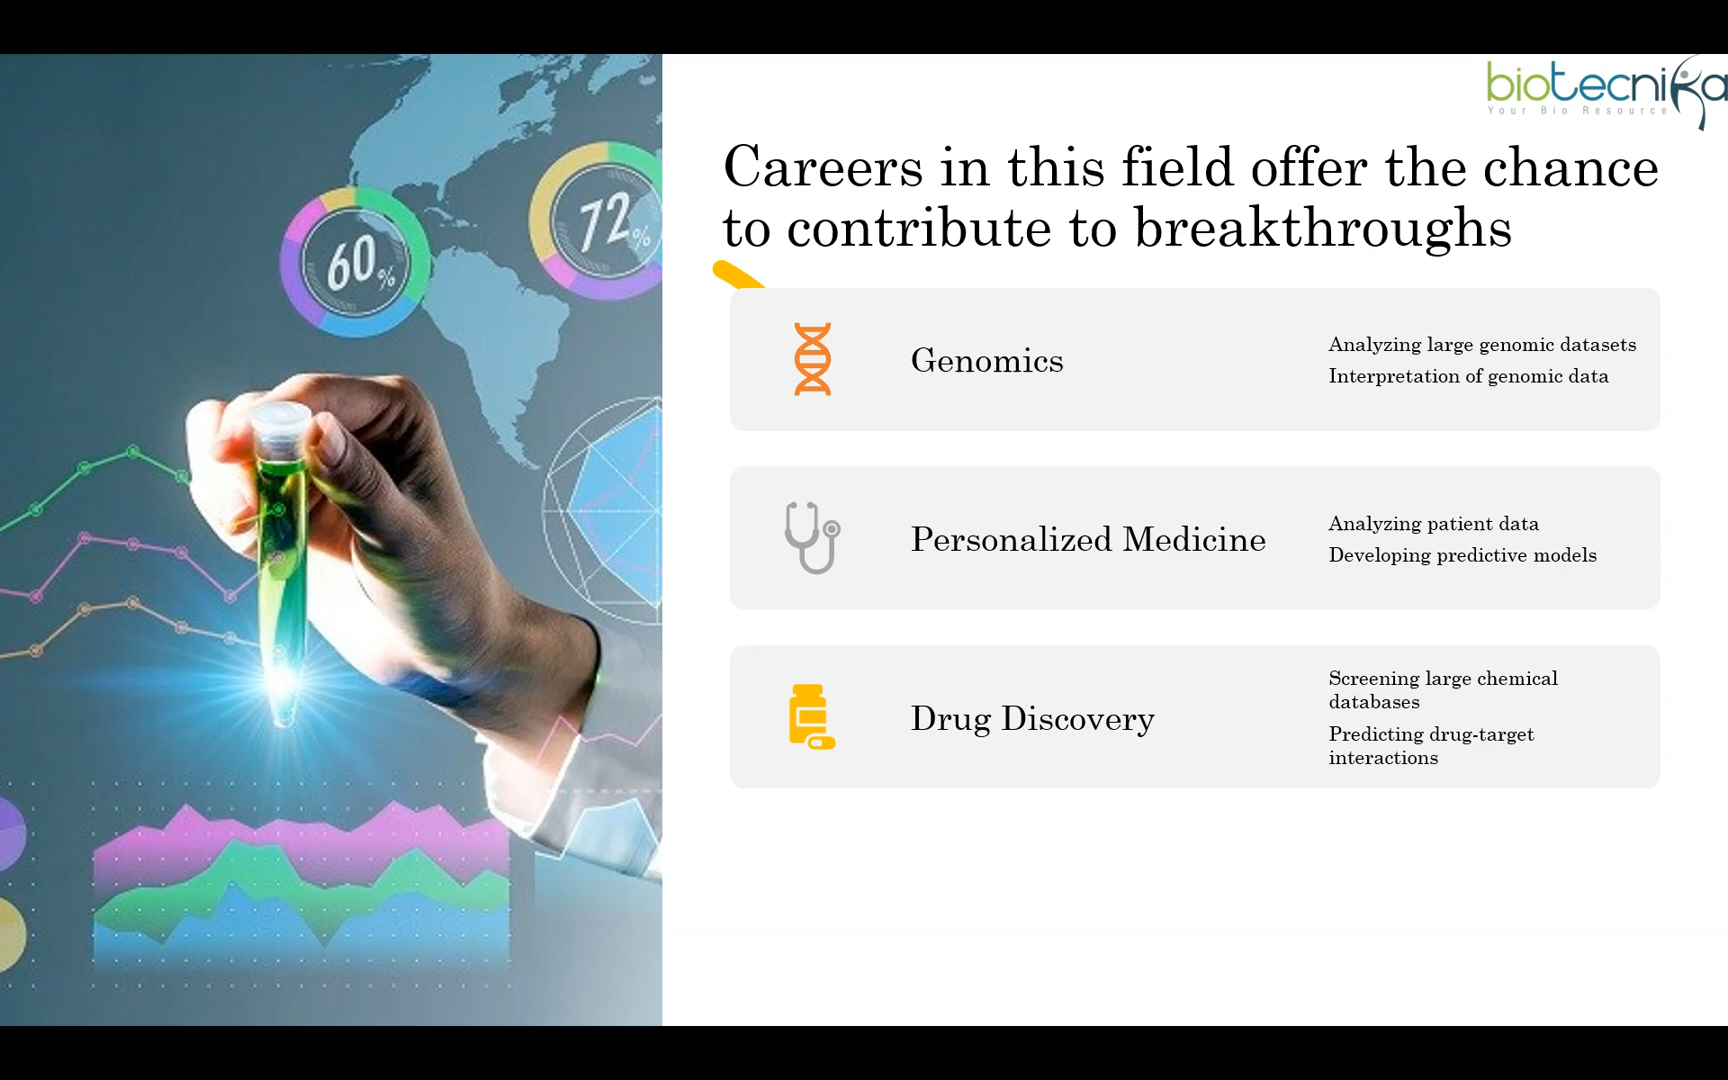 biotecnika
Your Bio Resource
Careers in this field offer the chance
to contribute to breakthroughs
60%
72%
Genomics
Analyzing large genomic datasets
Interpretation of genomic data
Personalized Medicine
Analyzing patient data
Developing predictive models
Drug Discovery
Screening large chemical
databases
Predicting drug-target
interactions